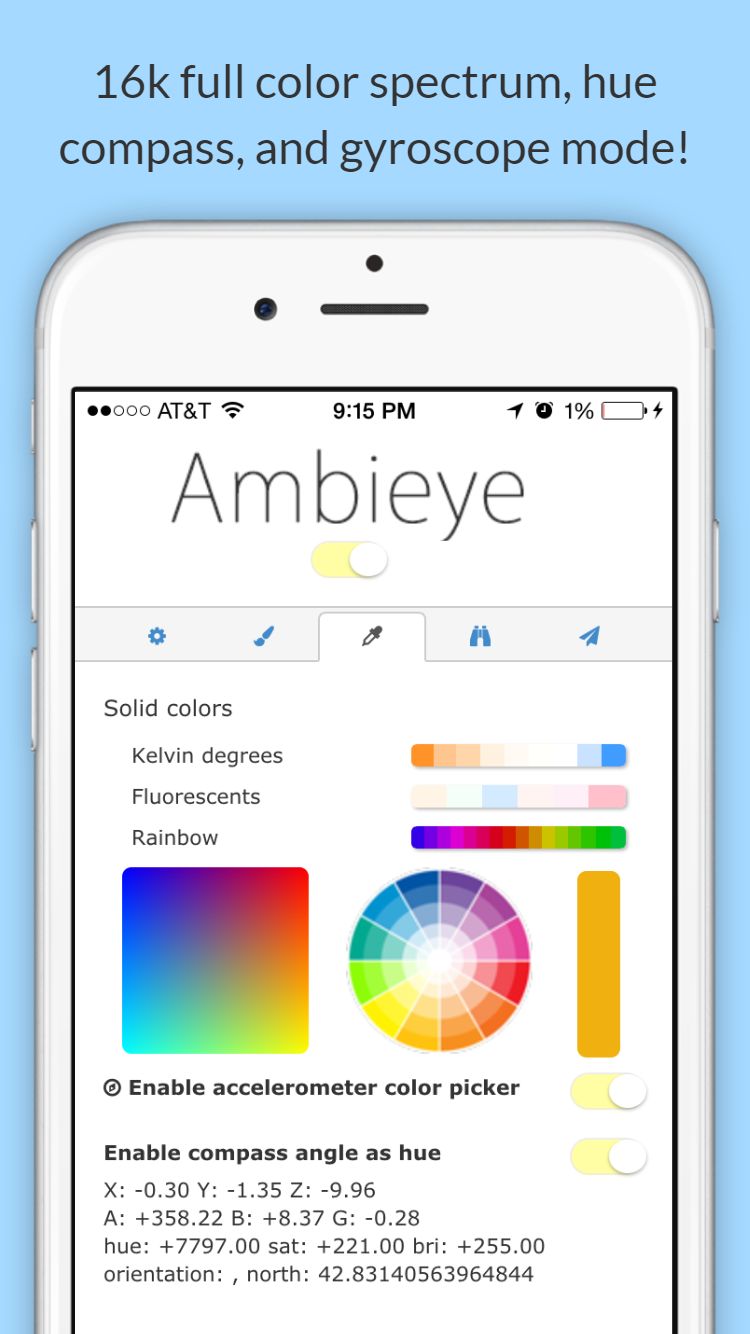 16k full color spectrum, hue
compass, and gyroscope mode!
AT&T 9:15 PM 1%
Ambieye
Solid colors
Kelvin degrees
Fluorescents
Rainbow
Enable accelerometer color picker
Enable compass angle as hue
X: -0.30 Y: -1.35 Z: -9.96
A: +358.22 B: +8.37 G: -0.28
hue: +7797.00 sat: +221.00 bri: +255.00
orientation: , north: 42.83140563964844